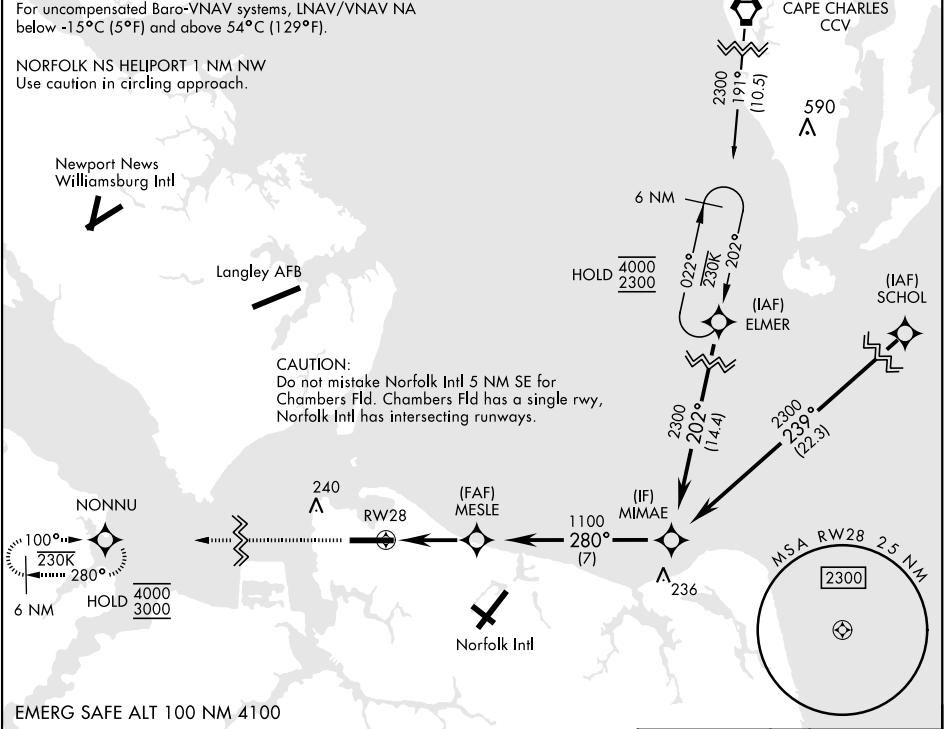 For uncompensated Baro-VNAV systems, LNAV/VNAV NA
below -15°C (5°F) and above 54°C (129°F).
NORFOLK NS HELIPORT 1 NM NW
Use caution in circling approach.
CAPE CHARLES
CCV
2300
191°
(10.5)
590
Newport News
Williamsburg Intl
6 NM
Langley AFB
HOLD
4000
2300
022°
230K
202°
(IAF)
ELMER
(IAF)
SCHOL
CAUTION:
Do not mistake Norfolk Intl 5 NM SE for
Chambers Fld. Chambers Fld has a single rwy,
Norfolk Intl has intersecting runways.
2300
202°
(14.4)
2300
239°
(22.3)
NONNU
240
RW28
(FAF)
MESLE
1100
280°
(7)
(IF)
MIMAE
236
100°
230K
280°
6 NM
HOLD
4000
3000
Norfolk Intl
MSA RW28 25 NM
2300
EMERG SAFE ALT 100 NM 4100